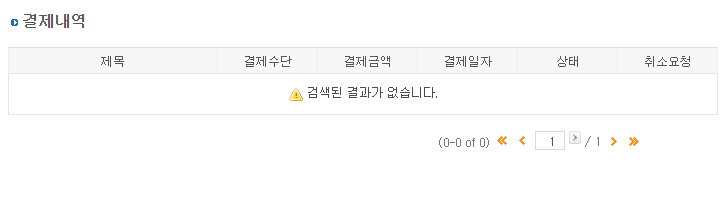 결제내역
제목 결제수단 결제금액 결제일자 상태 취소요청
검색된 결과가 없습니다.
(0-0 of 0) 1 / 1